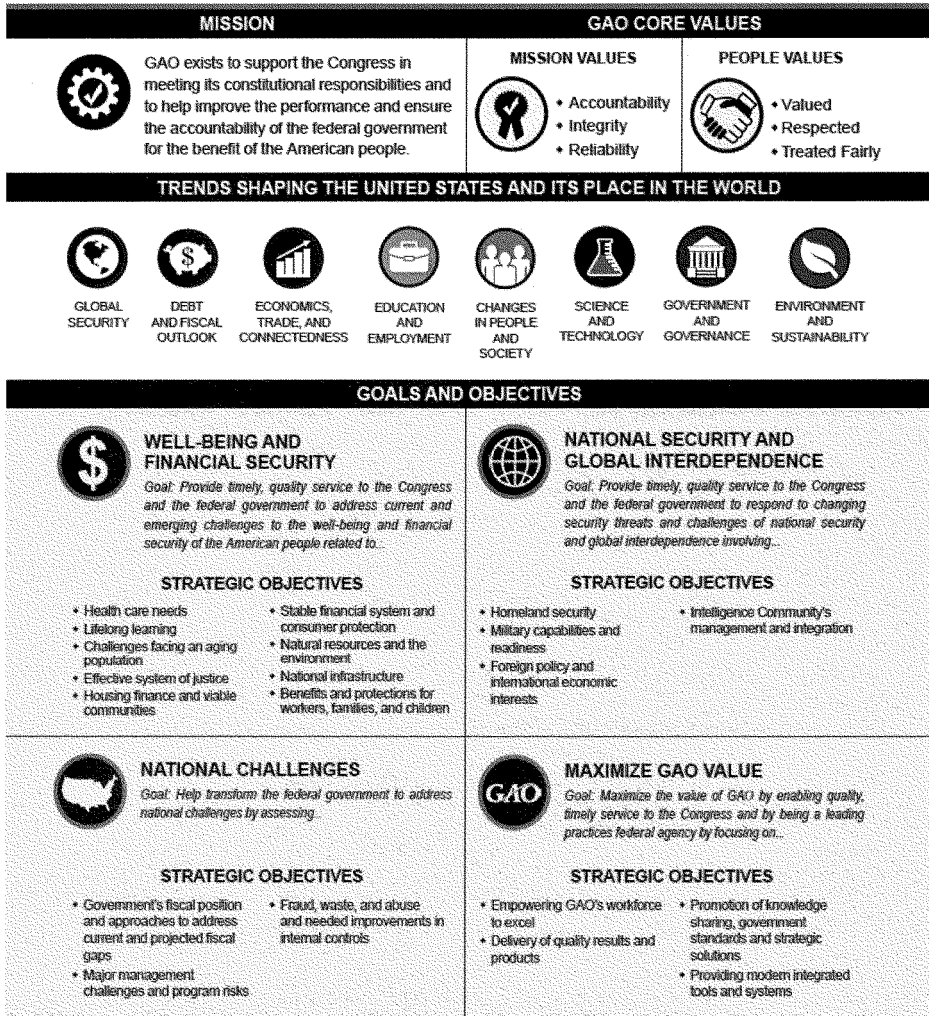 MISSION
GAO exists to support the Congress in
meeting its constitutional responsibilities and
to help improve the performance and ensure
the accountability of the federal government
for the benefit of the American people.
GAO CORE VALUES
MISSION VALUES
• Accountability
• Integrity
• Reliability
PEOPLE VALUES
• Valued
• Respected
• Treated Fairly
TRENDS SHAPING THE UNITED STATES AND ITS PLACE IN THE WORLD
$
GLOBAL
SECURITY
DEBT
AND FISCAL
OUTLOOK
ECONOMICS,
TRADE, AND
CONNECTEDNESS
EDUCATION
AND
EMPLOYMENT
CHANGES
IN PEOPLE
AND
SOCIETY
SCIENCE
AND
TECHNOLOGY
GOVERNMENT
AND
GOVERNANCE
ENVIRONMENT
AND
SUSTAINABILITY
GOALS AND OBJECTIVES
$
WELL-BEING AND
FINANCIAL SECURITY
Goal: Provide timely, quality service to the Congress
and the federal government to address current and
emerging challenges to the well-being and financial
security of the American people related to...
STRATEGIC OBJECTIVES
• Health care needs
• Lifelong learning
• Challenges facing an aging
population
• Effective system of justice
• Housing finance and viable
communities
• Stable financial system and
consumer protection
• Natural resources and the
environment
• National infrastructure
• Benefits and protections for
workers, families, and children
NATIONAL SECURITY AND
GLOBAL INTERDEPENDENCE
Goal: Provide timely, quality service to the Congress
and the federal government to respond to changing
security threats and challenges of national security
and global interdependence involving...
STRATEGIC OBJECTIVES
• Homeland security
• Military capabilities and
readiness
• Foreign policy and
international economic
interests
• Intelligence Community's
management and integration
NATIONAL CHALLENGES
Goal: Help transform the federal government to address
national challenges by assessing...
STRATEGIC OBJECTIVES
• Government's fiscal position
and approaches to address
current and projected fiscal
gaps
• Major management
challenges and program risks
• Fraud, waste, and abuse
and needed improvements in
internal controls
GAO
MAXIMIZE GAO VALUE
Goal: Maximize the value of GAO by enabling quality,
timely service to the Congress and by being a leading
practices federal agency by focusing on...
STRATEGIC OBJECTIVES
• Empowering GAO's workforce
to excel
• Delivery of quality results and
products
• Promotion of knowledge
sharing, government
standards and strategic
solutions
• Providing modern integrated
tools and systems